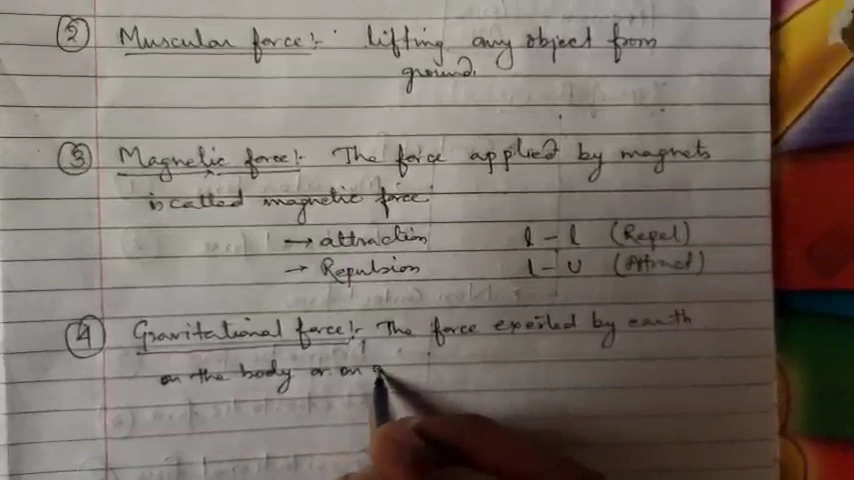 ② Muscular force:- lifting any object from
ground.
③ Magnetic force:- The force applied by magnets
is called magnetic force
→ attraction l - l (Repel)
→ Repulsion l - U (Attract)
④ Gravitational force:- The force exerted by earth
on the body or on